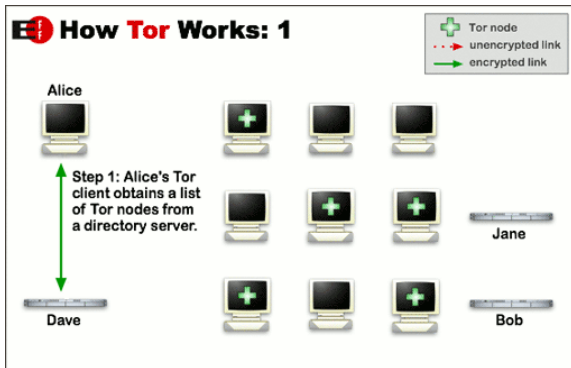 EFF How Tor Works: 1
Tor node
unencrypted link
encrypted link
Alice
Step 1: Alice's Tor
client obtains a list
of Tor nodes from
a directory server.
Jane
Dave
Bob